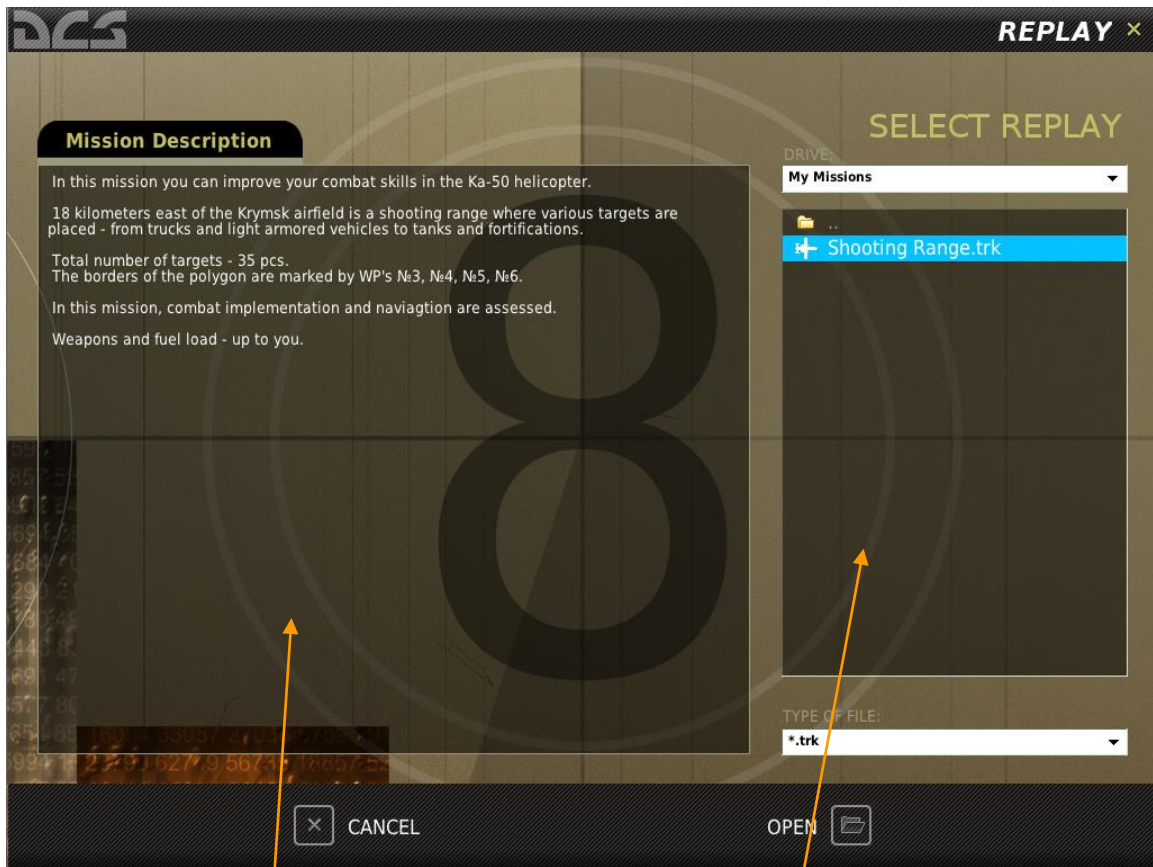 DCS
REPLAY
SELECT REPLAY
Mission Description
DRIVE:
My Missions
In this mission you can improve your combat skills in the Ka-50 helicopter.
18 kilometers east of the Krymsk airfield is a shooting range where various targets are
placed - from trucks and light armored vehicles to tanks and fortifications.
Total number of targets - 35 pcs.
The borders of the polygon are marked by WP's №3, №4, №5, №6.
In this mission, combat implementation and naviagtion are assessed.
Weapons and fuel load - up to you.
..
Shooting Range.trk
8
TYPE OF FILE:
*.trk
CANCEL
OPEN